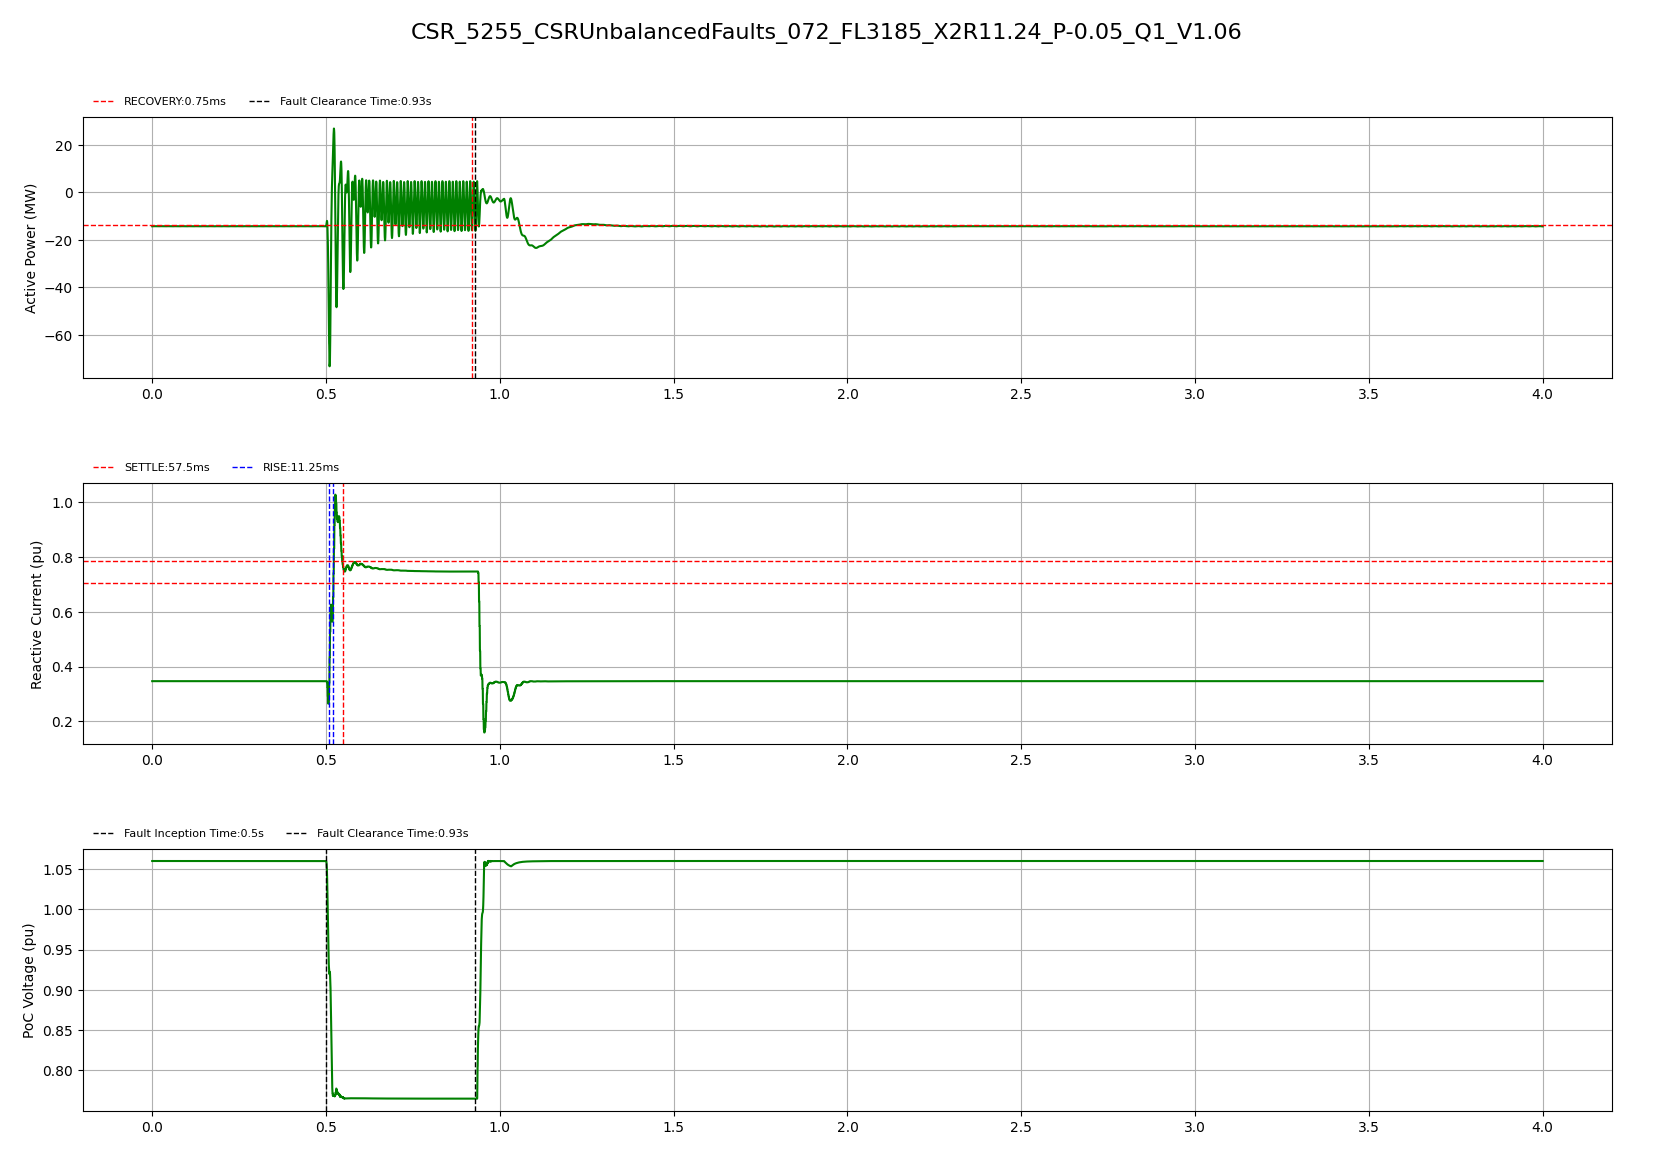 CSR_5255_CSRUnbalancedFaults_072_FL3185_X2R11.24_P-0.05_Q1_V1.06
RECOVERY:0.75ms Fault Clearance Time:0.93s
Active Power (MW)
20
0
−20
−40
−60
0.0 0.5 1.0 1.5 2.0 2.5 3.0 3.5 4.0
SETTLE:57.5ms RISE:11.25ms
Reactive Current (pu)
1.0
0.8
0.6
0.4
0.2
0.0 0.5 1.0 1.5 2.0 2.5 3.0 3.5 4.0
Fault Inception Time:0.5s Fault Clearance Time:0.93s
PoC Voltage (pu)
1.05
1.00
0.95
0.90
0.85
0.80
0.0 0.5 1.0 1.5 2.0 2.5 3.0 3.5 4.0